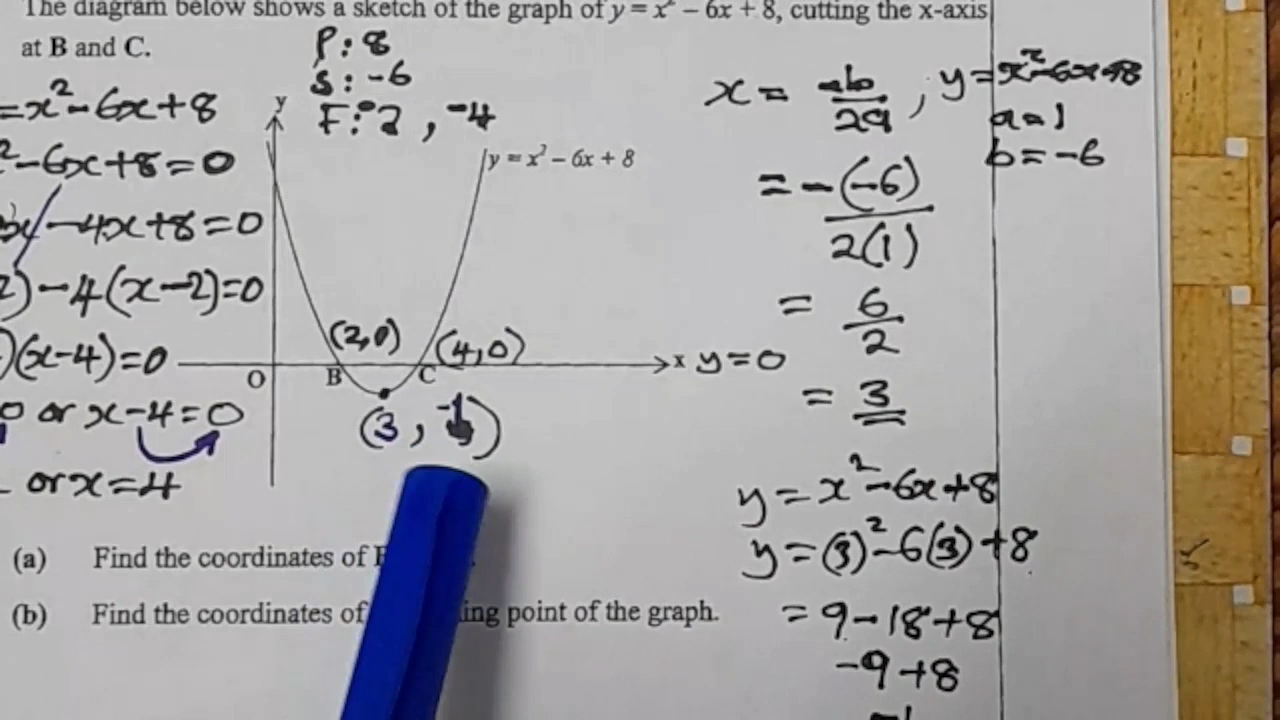 The diagram below shows a sketch of the graph of y = x² – 6x + 8, cutting the x-axis
at B and C.
P: 8
S: -6
F: -2, -4
=x²-6x+8
²-6x+8=0
-4x+8=0
2)-4(x-2)=0
)(x-4)=0
0 or x-4=0
or x=4
y
y = x² – 6x + 8
(2,0)
(4,0)
O
B
C
x
y=0
(3, -1)
x = -b/2a, y=x²-6x+8
a=1
b=-6
= -(-6)/2(1)
= 6/2
= 3
y=x²-6x+8
y=(3)²-6(3)+8
=9-18+8
-9+8
-1
(a) Find the coordinates of
(b) Find the coordinates of ing point of the graph.